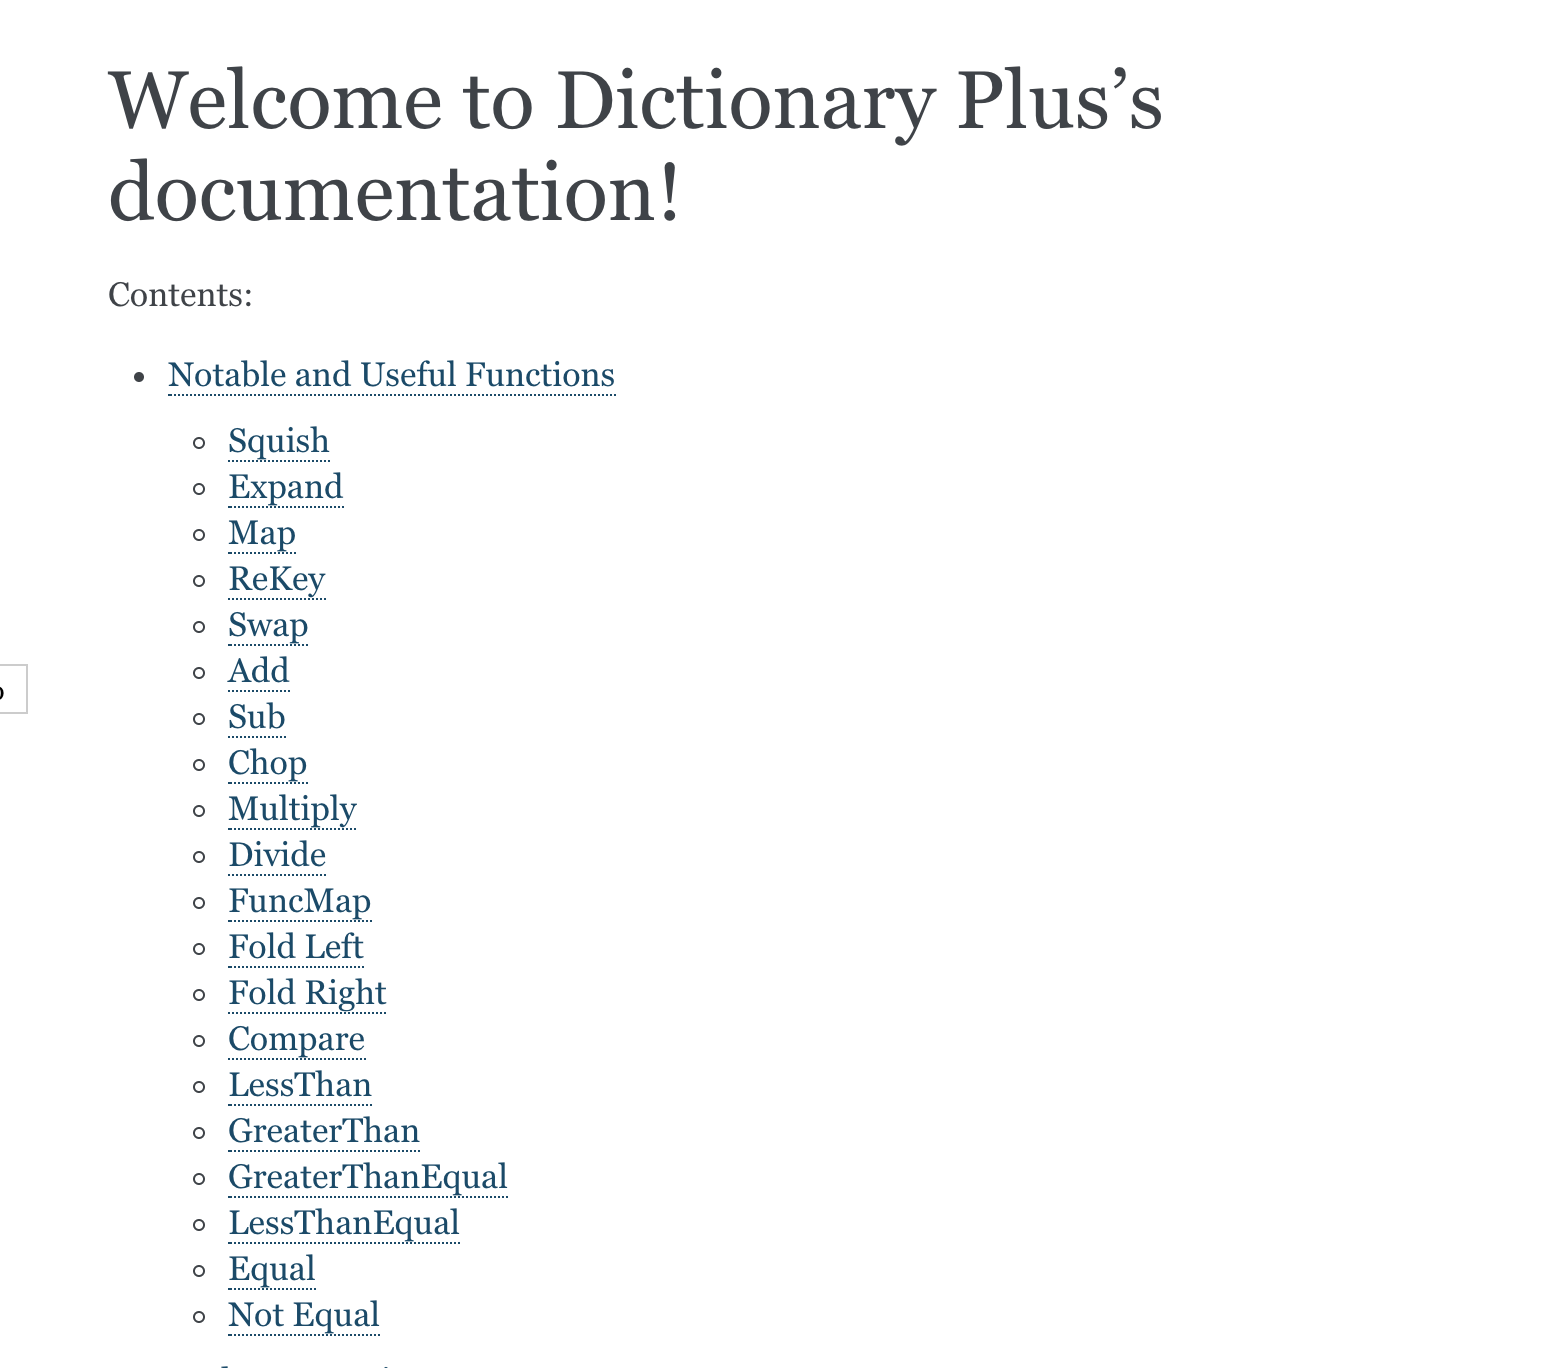 Welcome to Dictionary Plus’s
documentation!
Contents:
Notable and Useful Functions
Squish
Expand
Map
ReKey
Swap
Add
Sub
Chop
Multiply
Divide
FuncMap
Fold Left
Fold Right
Compare
LessThan
GreaterThan
GreaterThanEqual
LessThanEqual
Equal
Not Equal